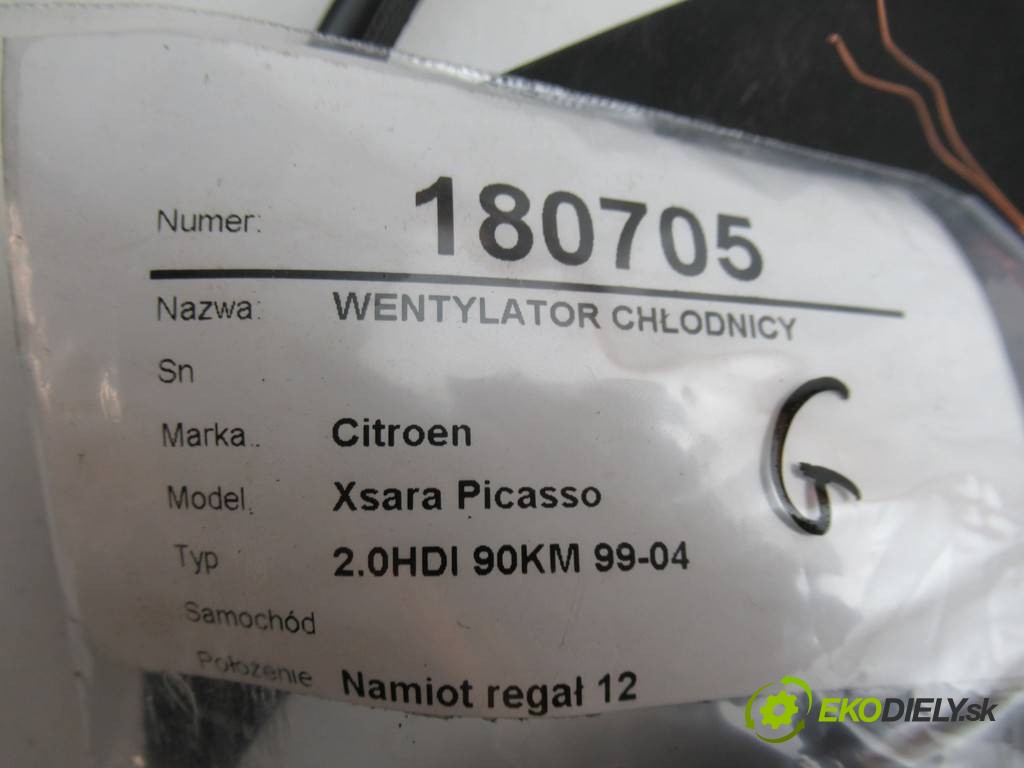 Numer: 180705
Nazwa: WENTYLATOR CHŁODNICY
Sn
Marka.. Citroen
Model. Xsara Picasso
Typ 2.0HDI 90KM 99-04
Samochód
Położenie Namiot regał 12
G
EKODIELY.sk